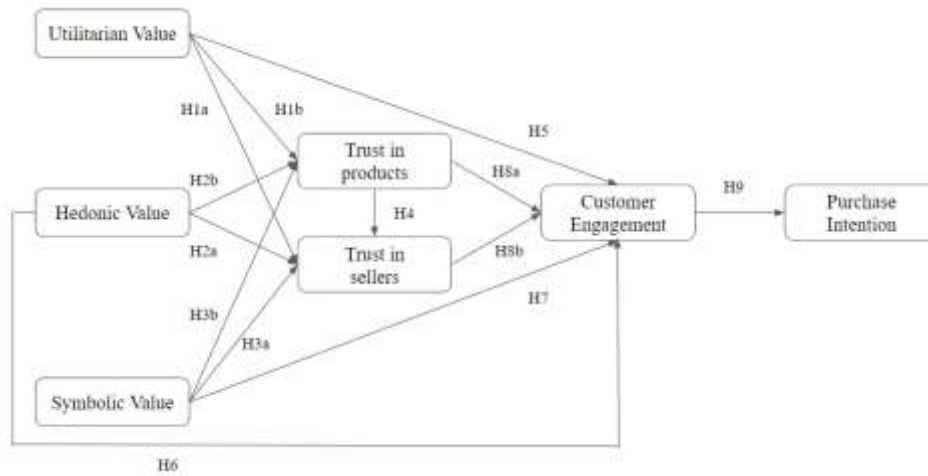 Utilitarian Value
H1a
H1b
H5
Trust in
products
H8a
H2b
Hedonic Value
H4
Customer
Engagement
H9
Purchase
Intention
H2a
Trust in
sellers
H8b
H7
H3b
H3a
Symbolic Value
H6